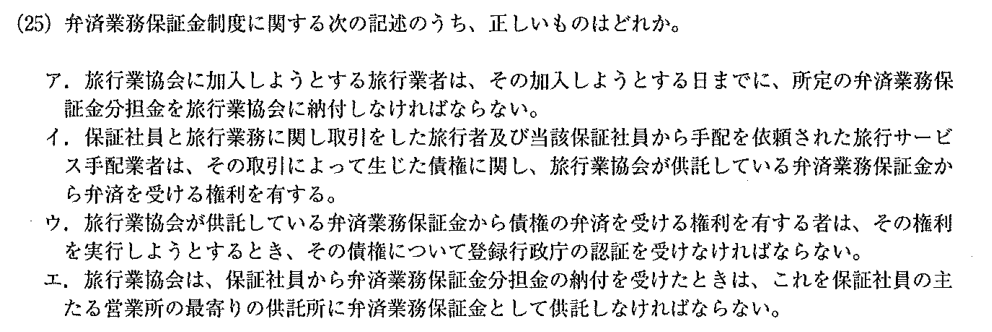 (25) 弁済業務保証金制度に関する次の記述のうち、正しいものはどれか。
ア．旅行業協会に加入しようとする旅行業者は、その加入しようとする日までに、所定の弁済業務保
証金分担金を旅行業協会に納付しなければならない。
イ．保証社員と旅行業務に関し取引をした旅行者及び当該保証社員から手配を依頼された旅行サービ
ス手配業者は、その取引によって生じた債権に関し、旅行業協会が供託している弁済業務保証金か
ら弁済を受ける権利を有する。
ウ．旅行業協会が供託している弁済業務保証金から債権の弁済を受ける権利を有する者は、その権利
を実行しようとするとき、その債権について登録行政庁の認証を受けなければならない。
エ．旅行業協会は、保証社員から弁済業務保証金分担金の納付を受けたときは、これを保証社員の主
たる営業所の最寄りの供託所に弁済業務保証金として供託しなければならない。